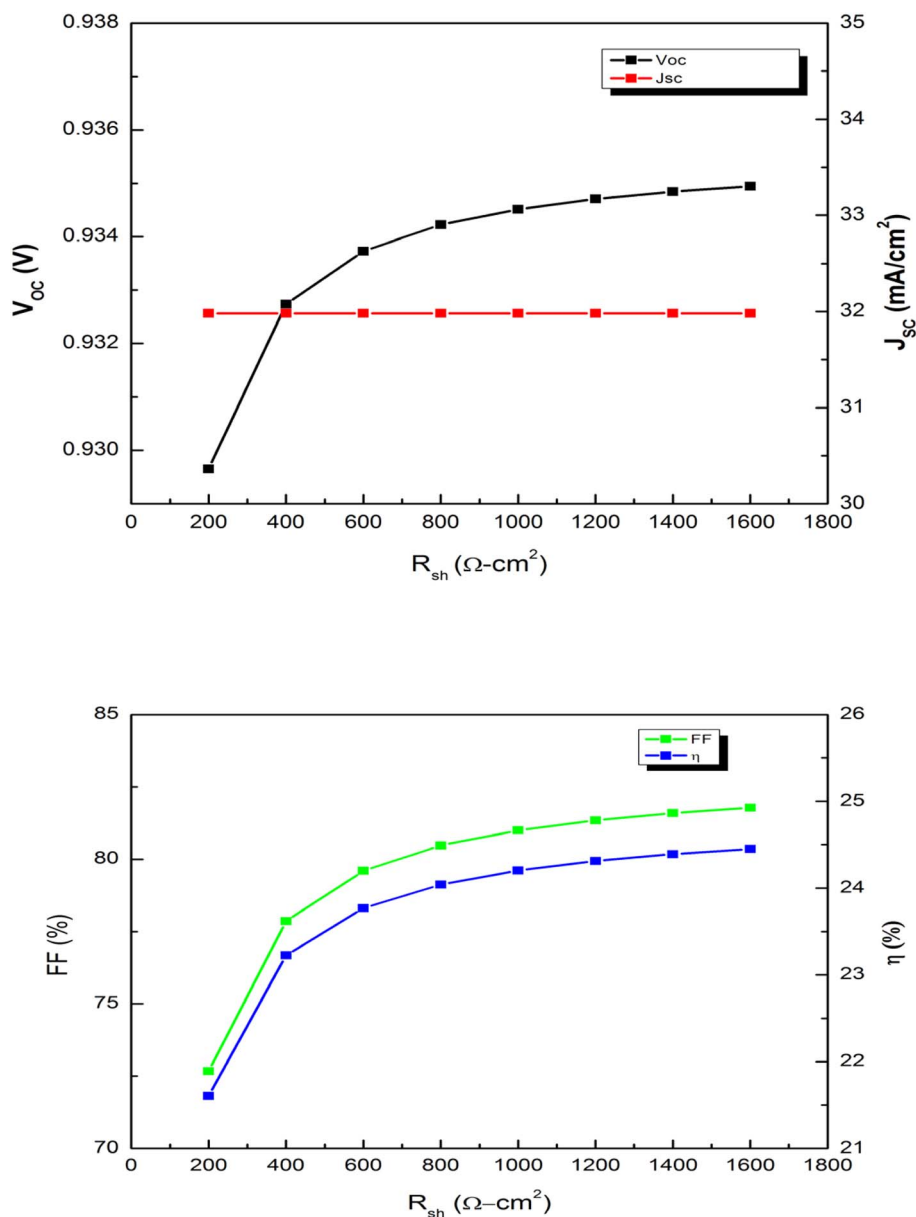 0.938
0.936
0.934
0.932
0.930
V_OC (V)
35
34
33
32
31
30
J_SC (mA/cm²)
Voc
Jsc
0 200 400 600 800 1000 1200 1400 1600 1800
R_sh (Ω-cm²)
85
80
75
70
FF (%)
26
25
24
23
22
21
η (%)
FF
η
0 200 400 600 800 1000 1200 1400 1600 1800
R_sh (Ω–cm²)